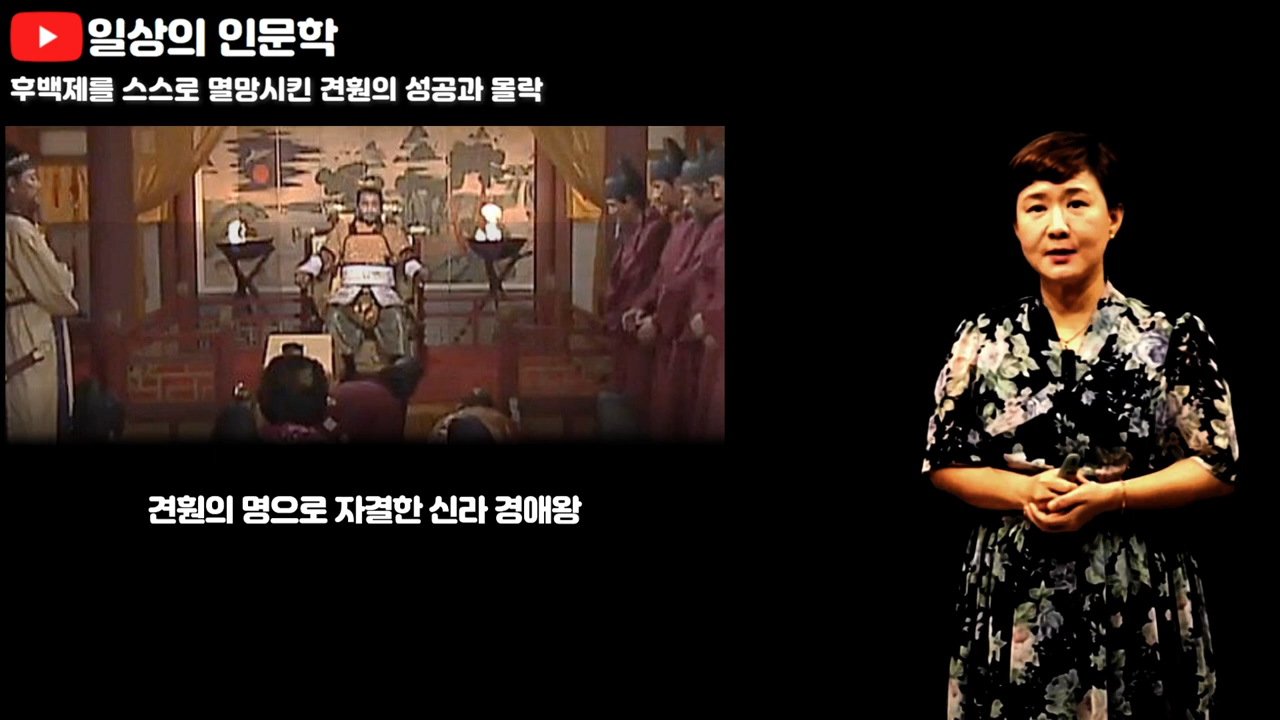 일상의 인문학
후백제를 스스로 멸망시킨 견훤의 성공과 몰락
견훤의 명으로 자결한 신라 경애왕